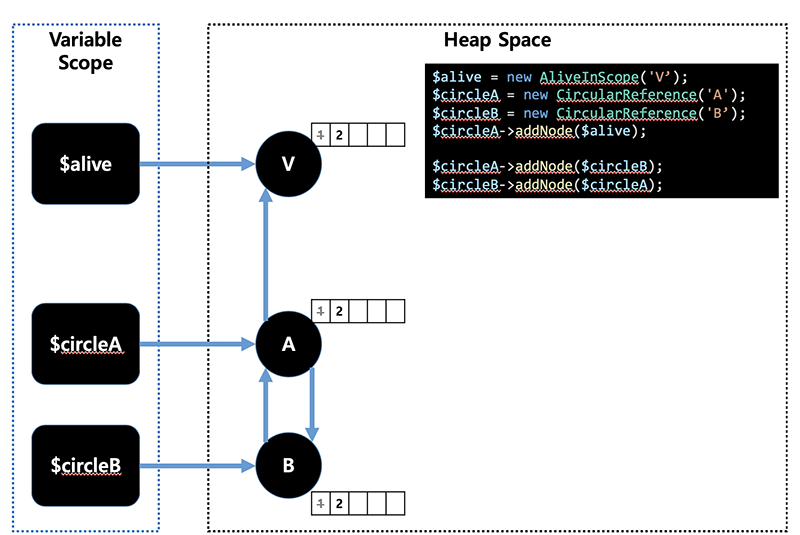 Variable
Scope
Heap Space
$alive = new AliveInScope('V’);
$circleA = new CircularReference('A');
$circleB = new CircularReference('B’);
$circleA->addNode($alive);
$circleA->addNode($circleB);
$circleB->addNode($circleA);
$alive
V
1 2
$circleA
A
1 2
$circleB
B
1 2